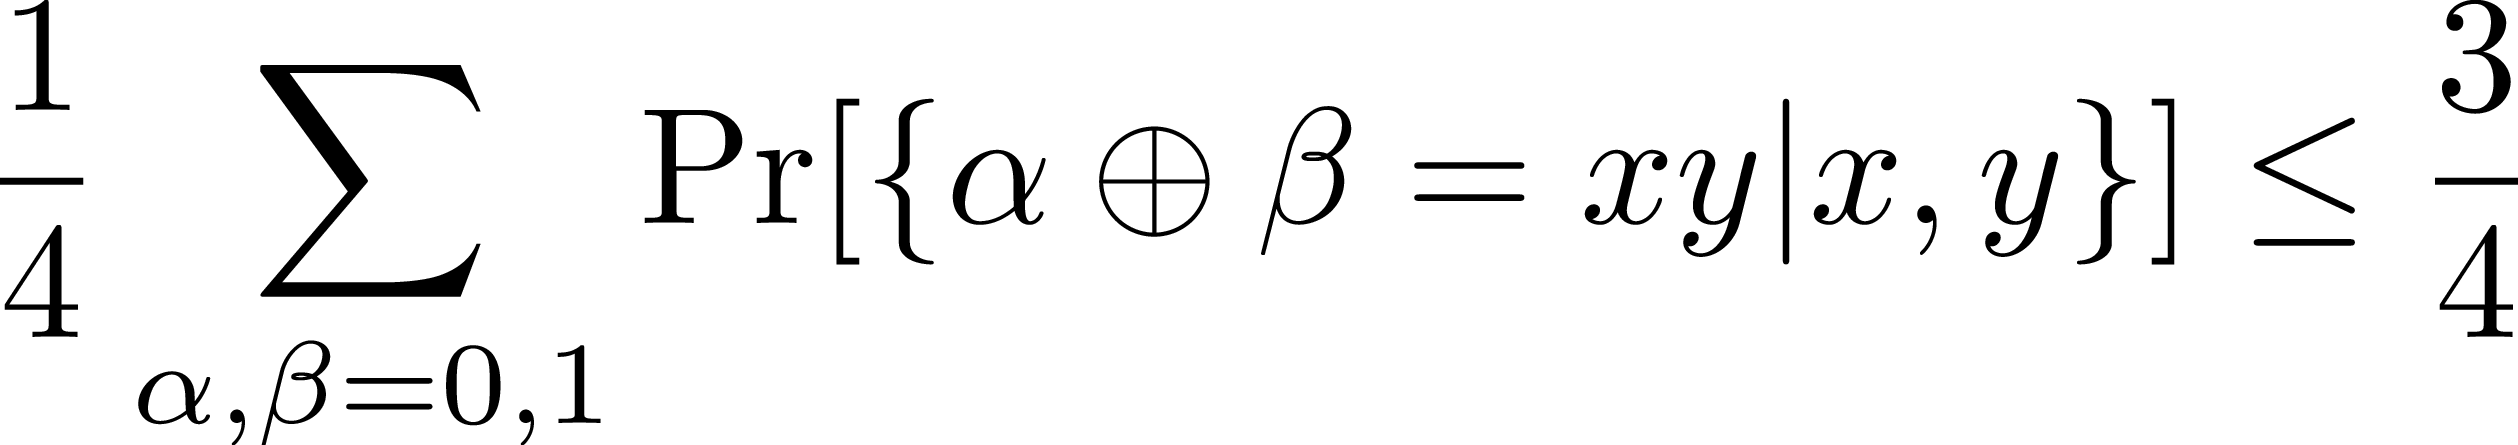 \frac{1}{4} \sum_{\alpha,\beta=0,1} \Pr[\{\alpha \oplus \beta = xy|x,y\}] \leq \frac{3}{4}